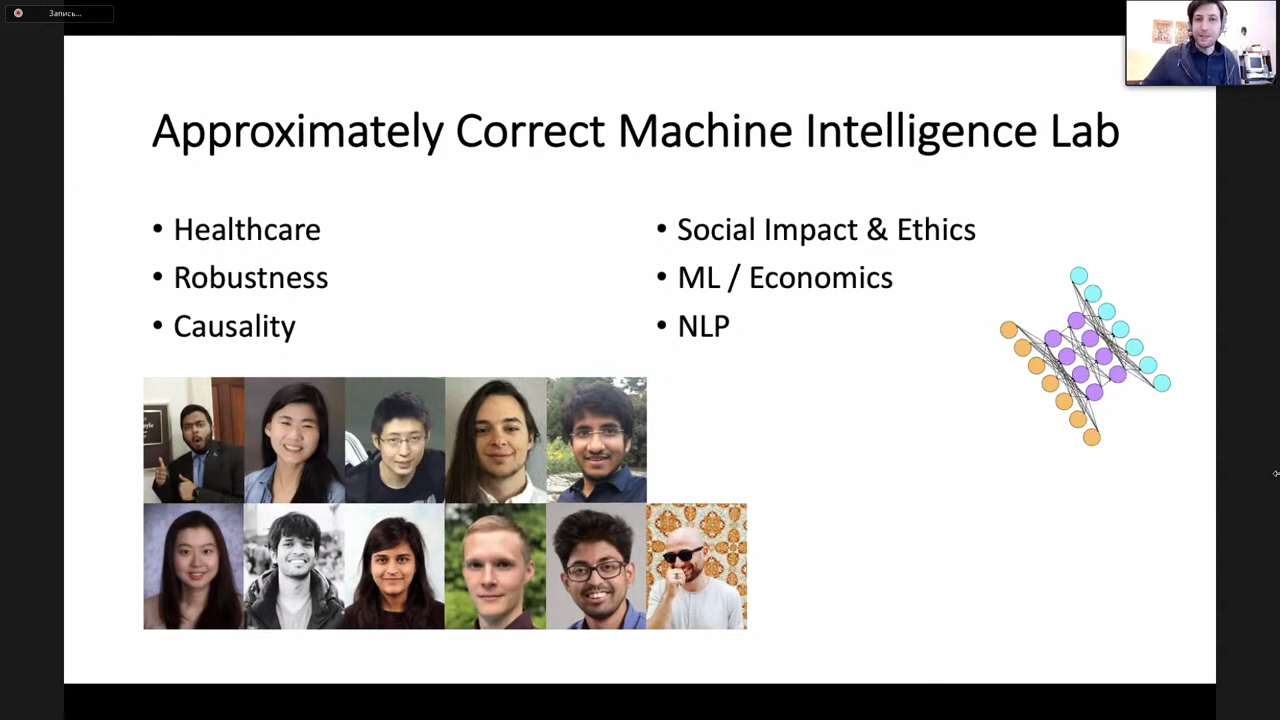 Запись...
Approximately Correct Machine Intelligence Lab
• Healthcare
• Robustness
• Causality
• Social Impact & Ethics
• ML / Economics
• NLP